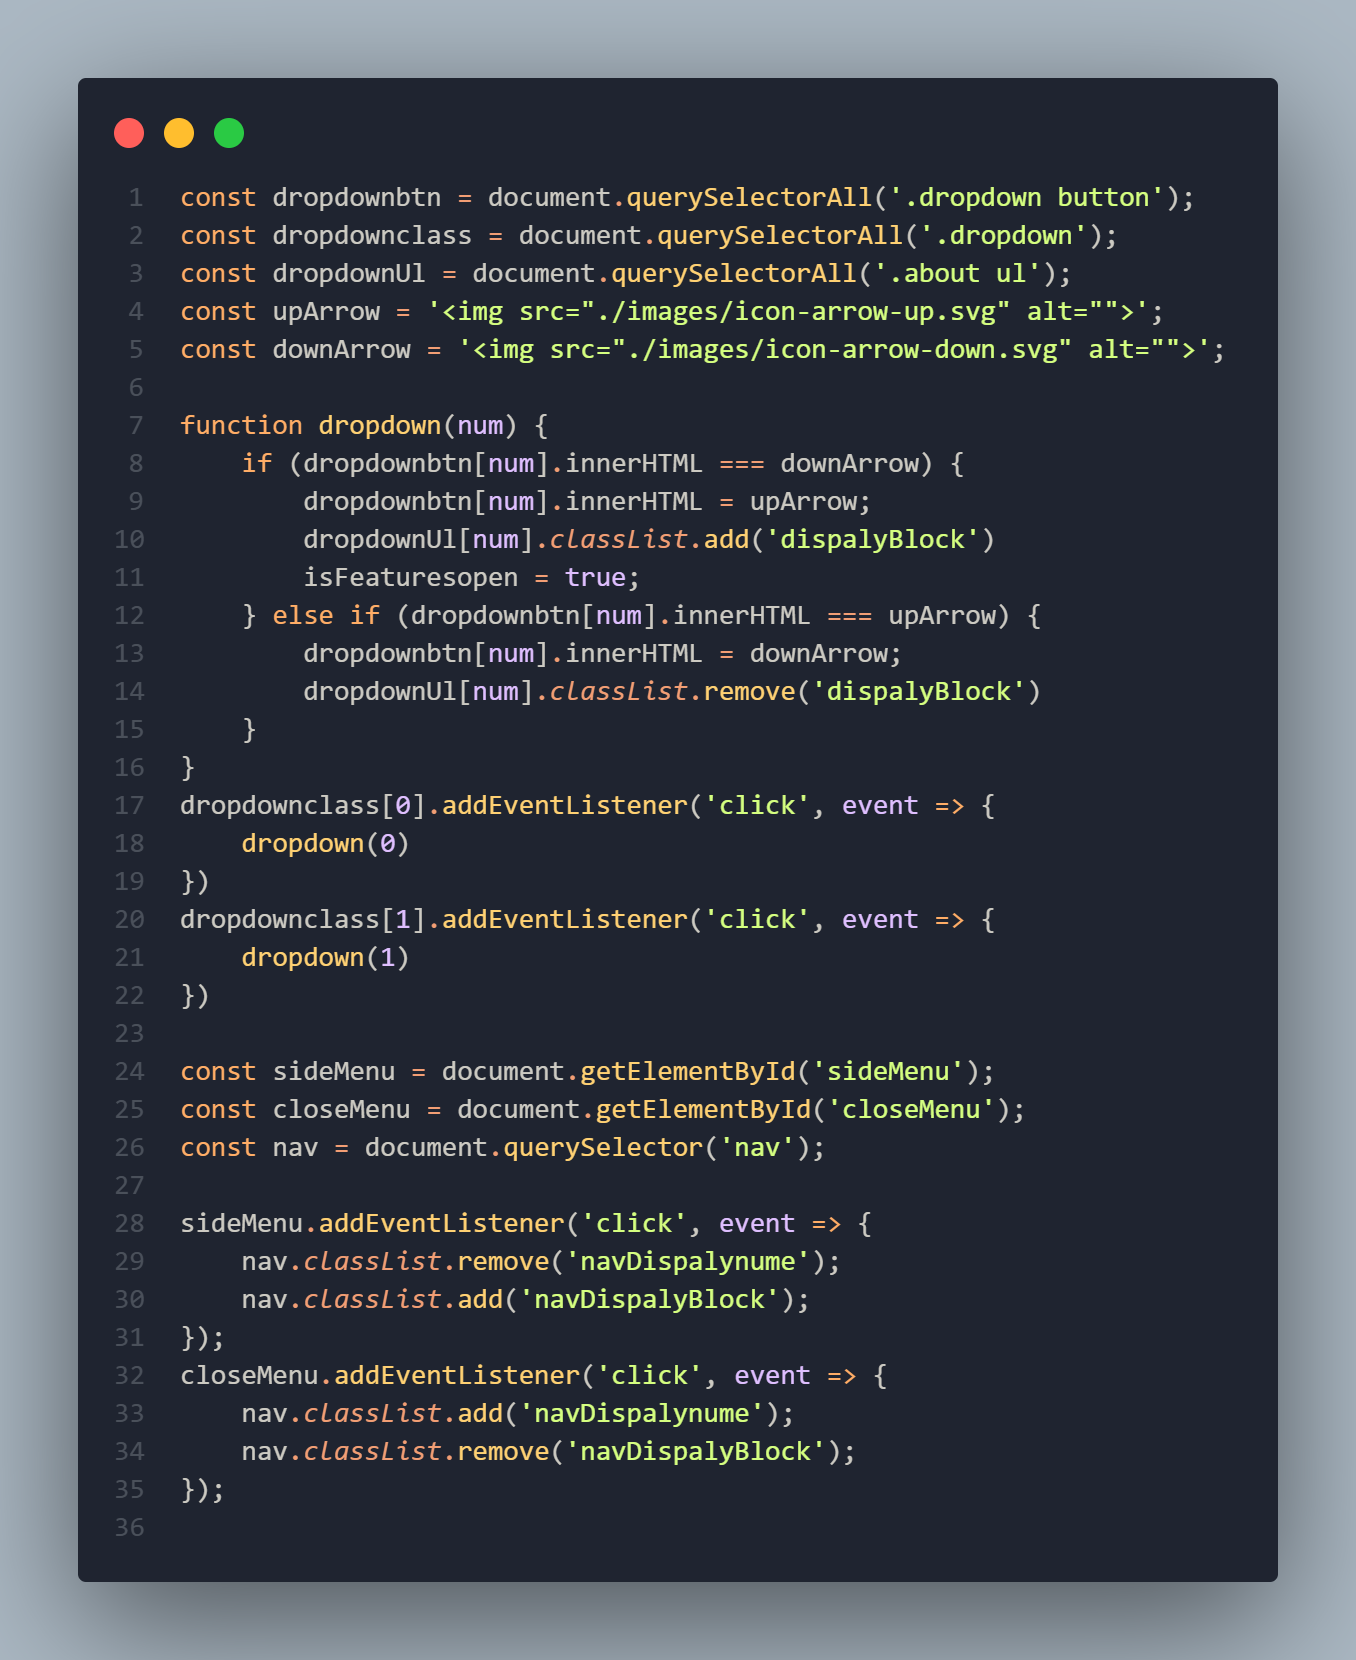 1 const dropdownbtn = document.querySelectorAll('.dropdown button');
2 const dropdownclass = document.querySelectorAll('.dropdown');
3 const dropdownUl = document.querySelectorAll('.about ul');
4 const upArrow = '<img src="./images/icon-arrow-up.svg" alt="">';
5 const downArrow = '<img src="./images/icon-arrow-down.svg" alt="">';
6
7 function dropdown(num) {
8     if (dropdownbtn[num].innerHTML === downArrow) {
9         dropdownbtn[num].innerHTML = upArrow;
10         dropdownUl[num].classList.add('dispalyBlock')
11         isFeaturesopen = true;
12     } else if (dropdownbtn[num].innerHTML === upArrow) {
13         dropdownbtn[num].innerHTML = downArrow;
14         dropdownUl[num].classList.remove('dispalyBlock')
15     }
16 }
17 dropdownclass[0].addEventListener('click', event => {
18     dropdown(0)
19 })
20 dropdownclass[1].addEventListener('click', event => {
21     dropdown(1)
22 })
23
24 const sideMenu = document.getElementById('sideMenu');
25 const closeMenu = document.getElementById('closeMenu');
26 const nav = document.querySelector('nav');
27
28 sideMenu.addEventListener('click', event => {
29     nav.classList.remove('navDispalynume');
30     nav.classList.add('navDispalyBlock');
31 });
32 closeMenu.addEventListener('click', event => {
33     nav.classList.add('navDispalynume');
34     nav.classList.remove('navDispalyBlock');
35 });
36